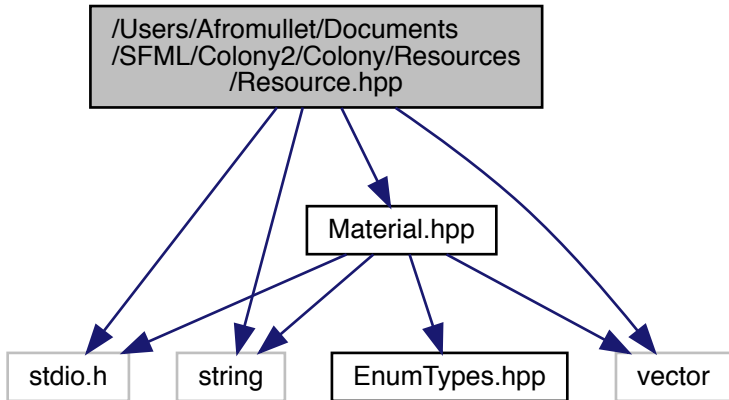 /Users/Afromullet/Documents
/SFML/Colony2/Colony/Resources
/Resource.hpp
Material.hpp
stdio.h
string
EnumTypes.hpp
vector